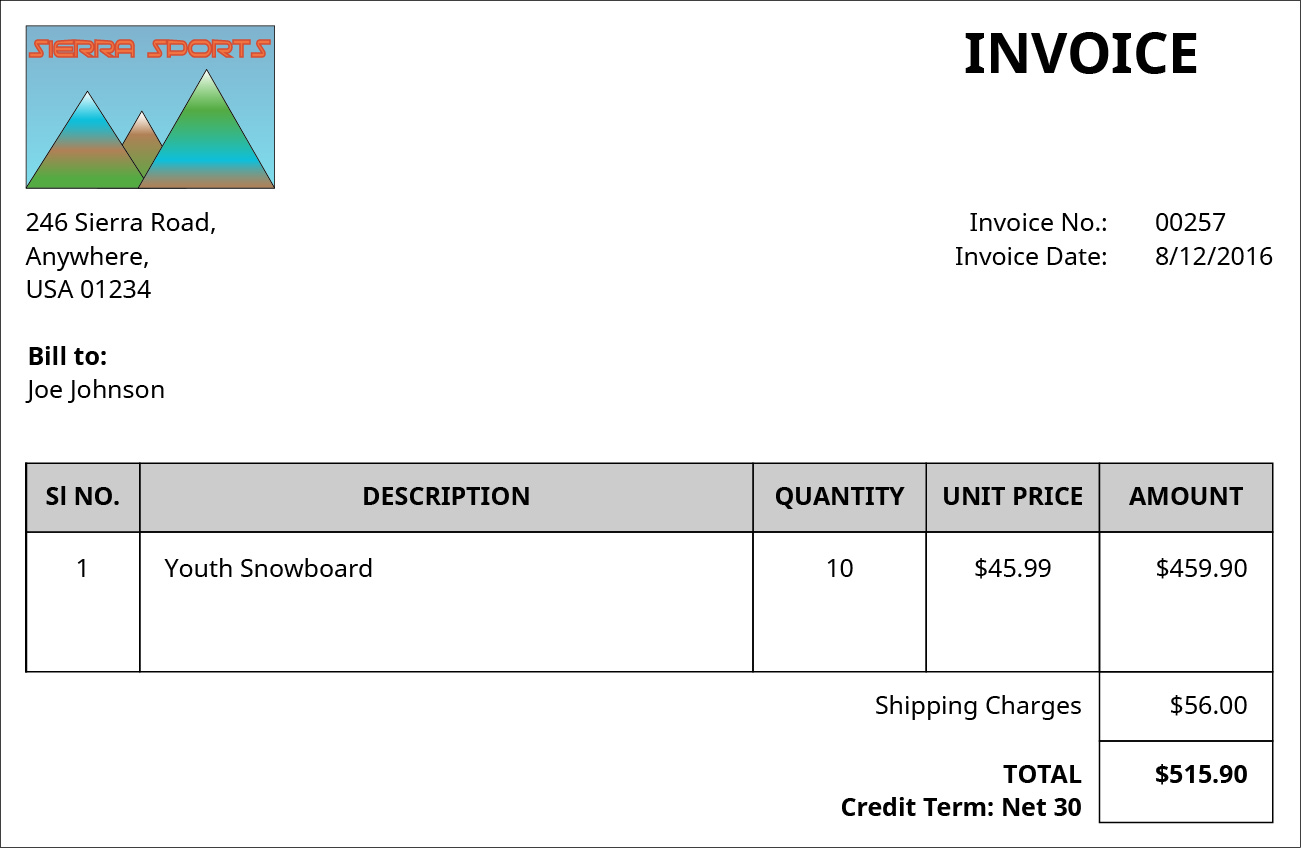 SIERRA SPORTS
INVOICE
246 Sierra Road,
Anywhere,
USA 01234
Invoice No.: 00257
Invoice Date: 8/12/2016
Bill to:
Joe Johnson
Sl NO. DESCRIPTION QUANTITY UNIT PRICE AMOUNT
1 Youth Snowboard 10 $45.99 $459.90
Shipping Charges $56.00
TOTAL $515.90
Credit Term: Net 30